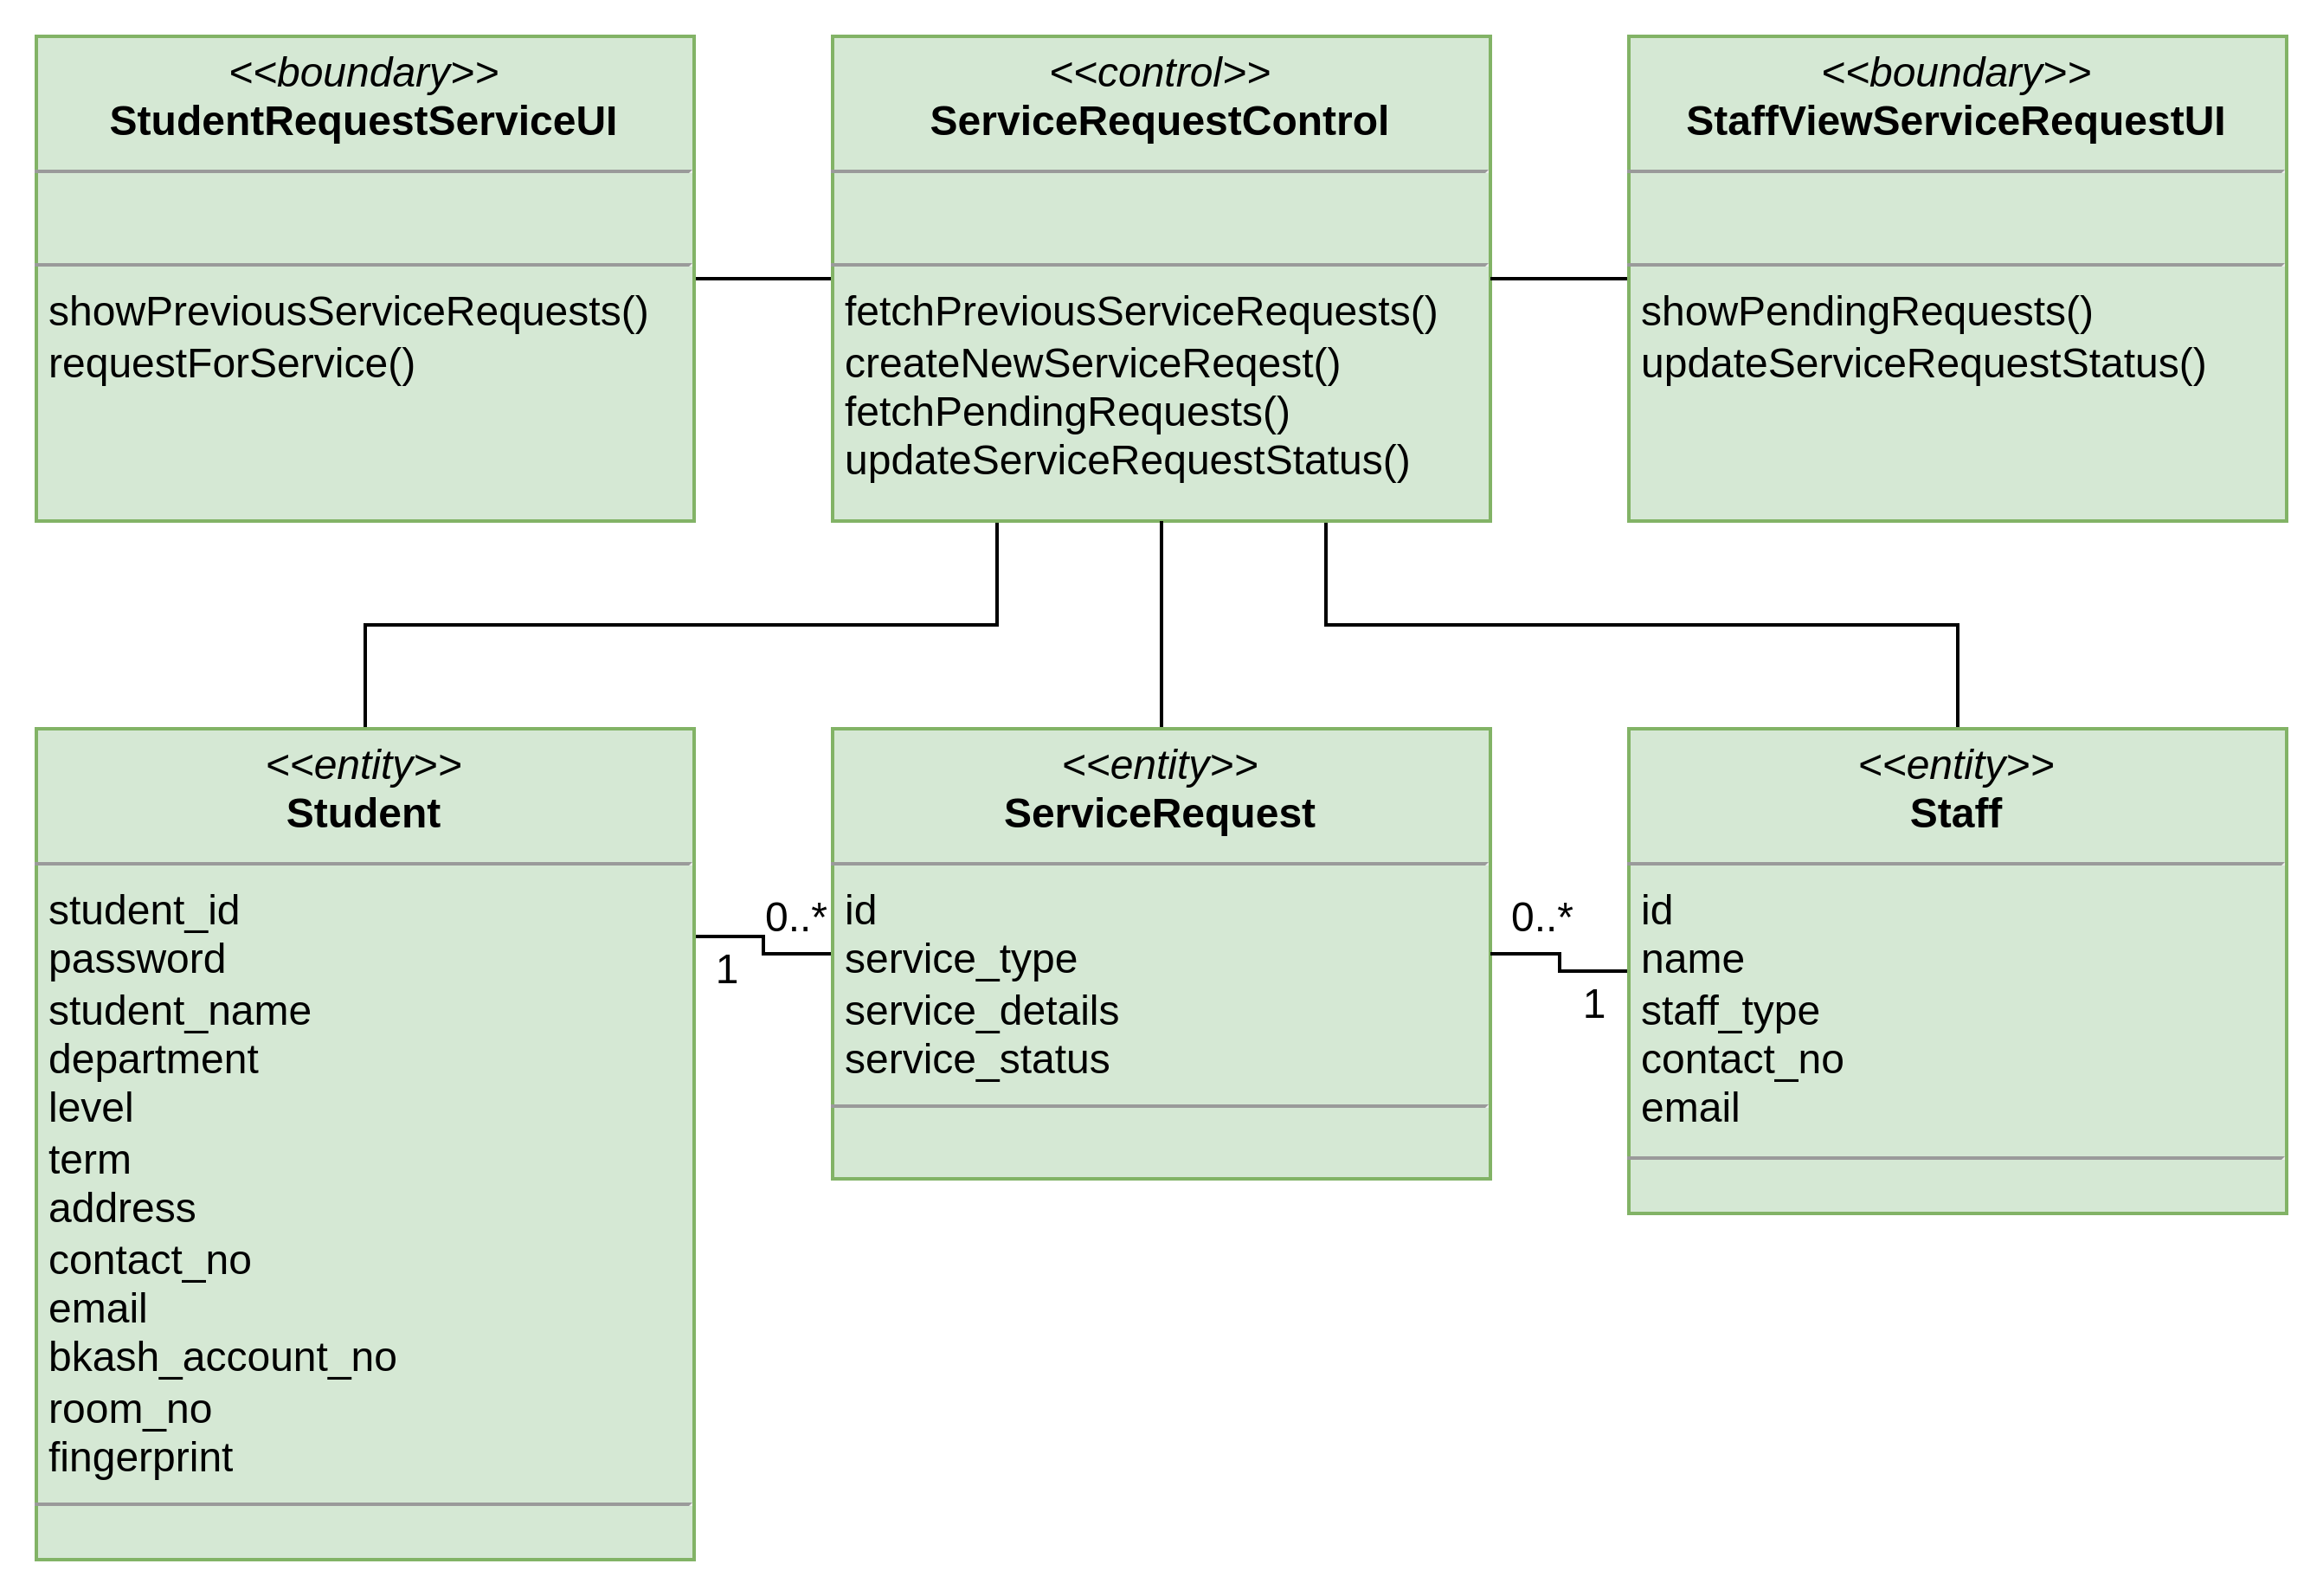 <<boundary>>
StudentRequestServiceUI
showPreviousServiceRequests()
requestForService()
<<control>>
ServiceRequestControl
fetchPreviousServiceRequests()
createNewServiceReqest()
fetchPendingRequests()
updateServiceRequestStatus()
<<boundary>>
StaffViewServiceRequestUI
showPendingRequests()
updateServiceRequestStatus()
<<entity>>
Student
student_id
password
student_name
department
level
term
address
contact_no
email
bkash_account_no
room_no
fingerprint
1
0..*
<<entity>>
ServiceRequest
id
service_type
service_details
service_status
0..*
1
<<entity>>
Staff
id
name
staff_type
contact_no
email